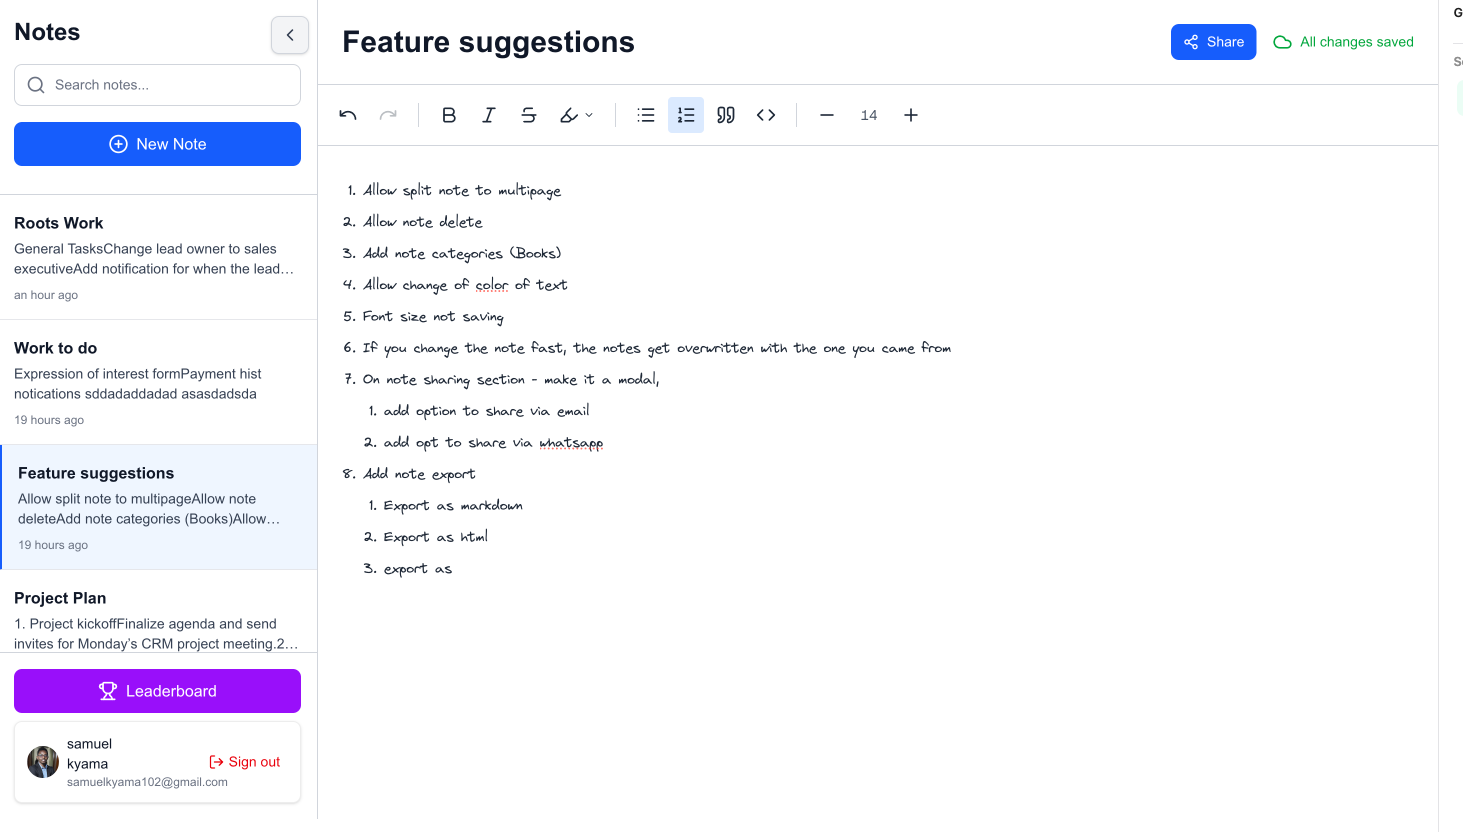 Notes
Search notes...
New Note
Roots Work
General TasksChange lead owner to sales
executiveAdd notification for when the lead…
an hour ago
Work to do
Expression of interest formPayment hist
notications sddadaddadad asasdadsda
19 hours ago
Feature suggestions
Allow split note to multipageAllow note
deleteAdd note categories (Books)Allow…
19 hours ago
Project Plan
1. Project kickoffFinalize agenda and send
invites for Monday’s CRM project meeting.2…
Leaderboard
samuel
kyama
samuelkyama102@gmail.com
Sign out
Feature suggestions
Share
All changes saved
14
1. Allow split note to multipage
2. Allow note delete
3. Add note categories (Books)
4. Allow change of color of text
5. Font size not saving
6. If you change the note fast, the notes get overwritten with the one you came from
7. On note sharing section - make it a modal,
1. add option to share via email
2. add opt to share via whatsapp
8. Add note export
1. Export as markdown
2. Export as html
3. export as